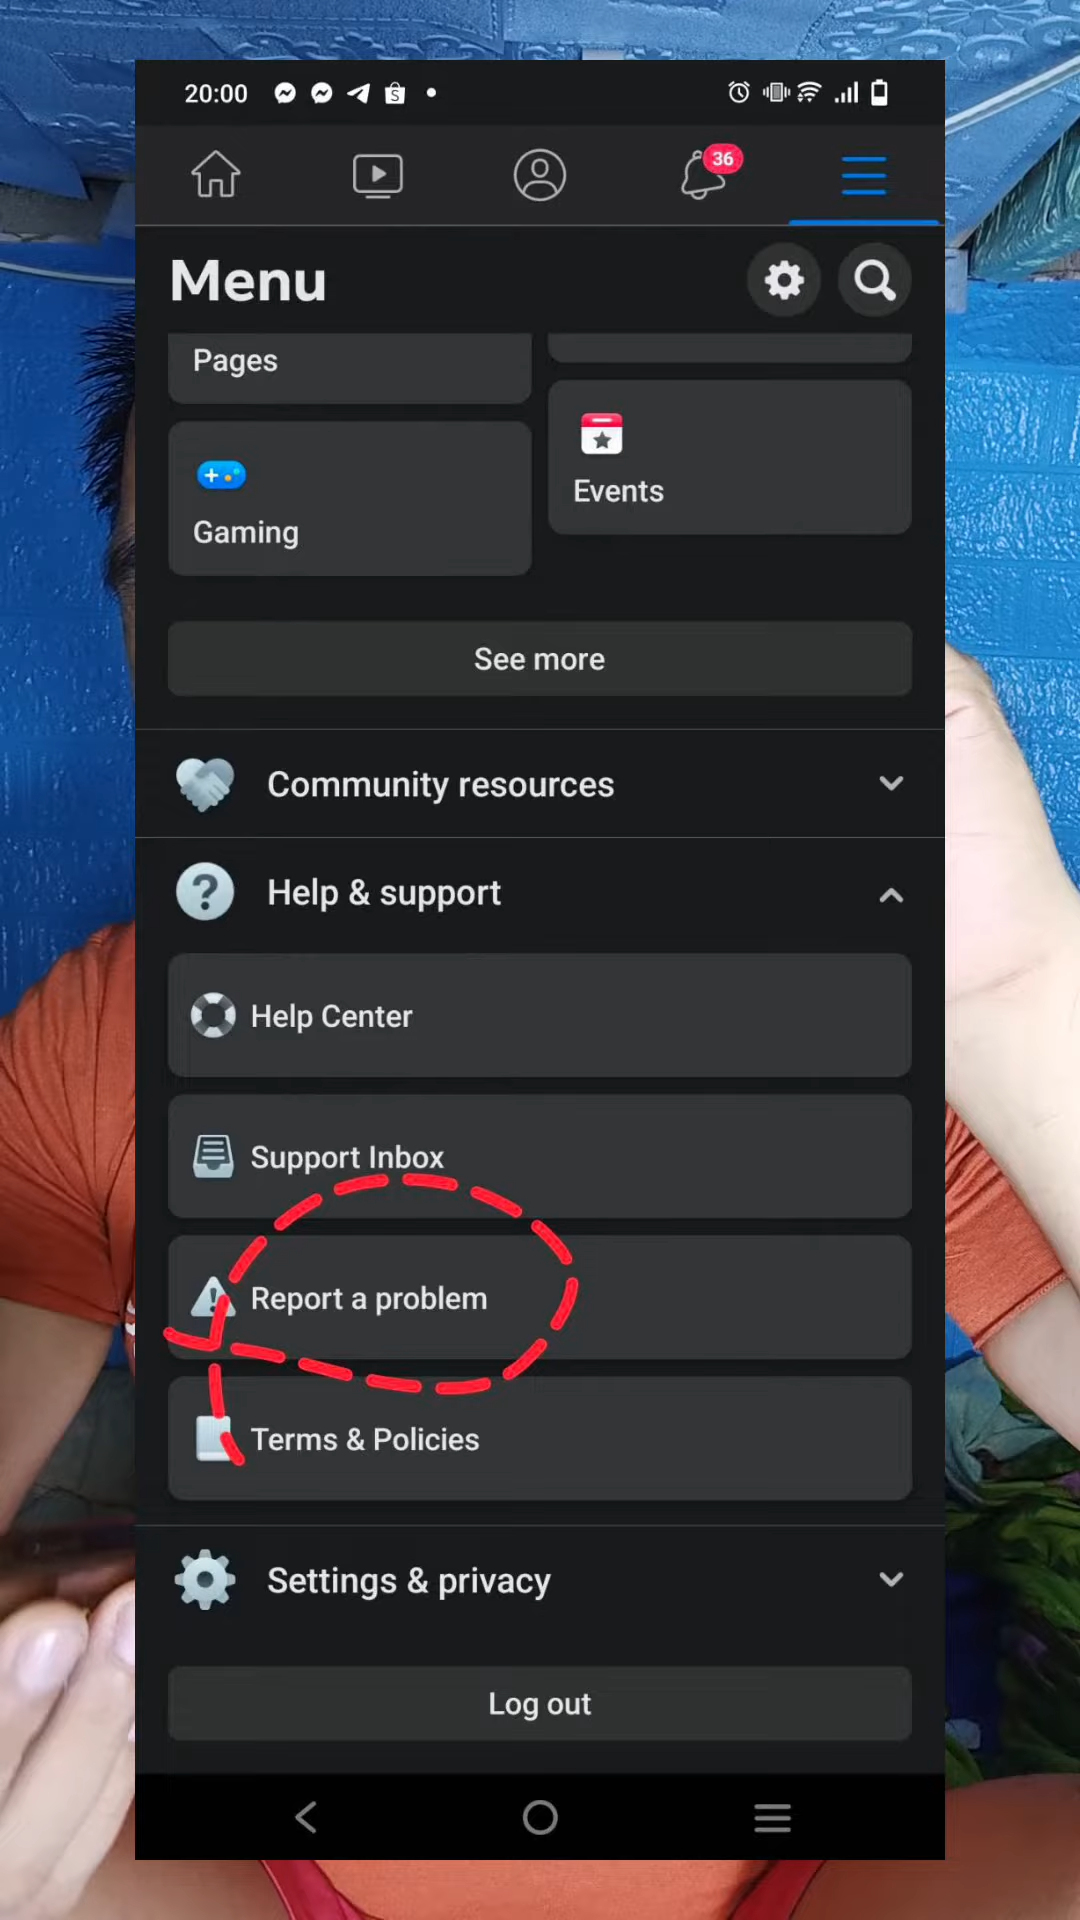 20:00
36
Menu
Pages
Events
Gaming
See more
Community resources
Help & support
Help Center
Support Inbox
Report a problem
Terms & Policies
Settings & privacy
Log out